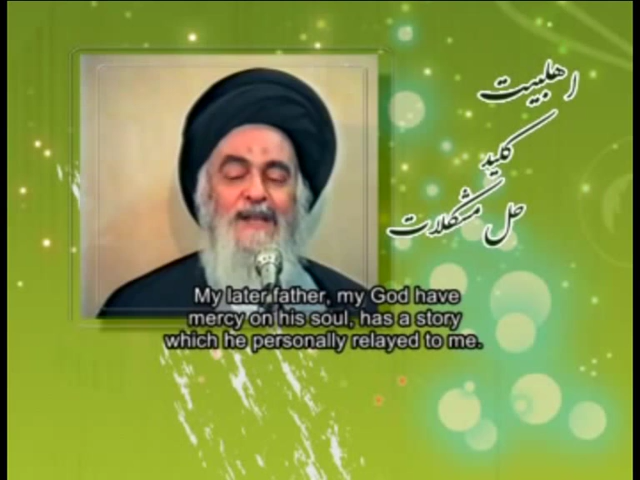 اهلبیت
کلید
حل مشکلات
My later father, my God have
mercy on his soul, has a story
which he personally relayed to me.